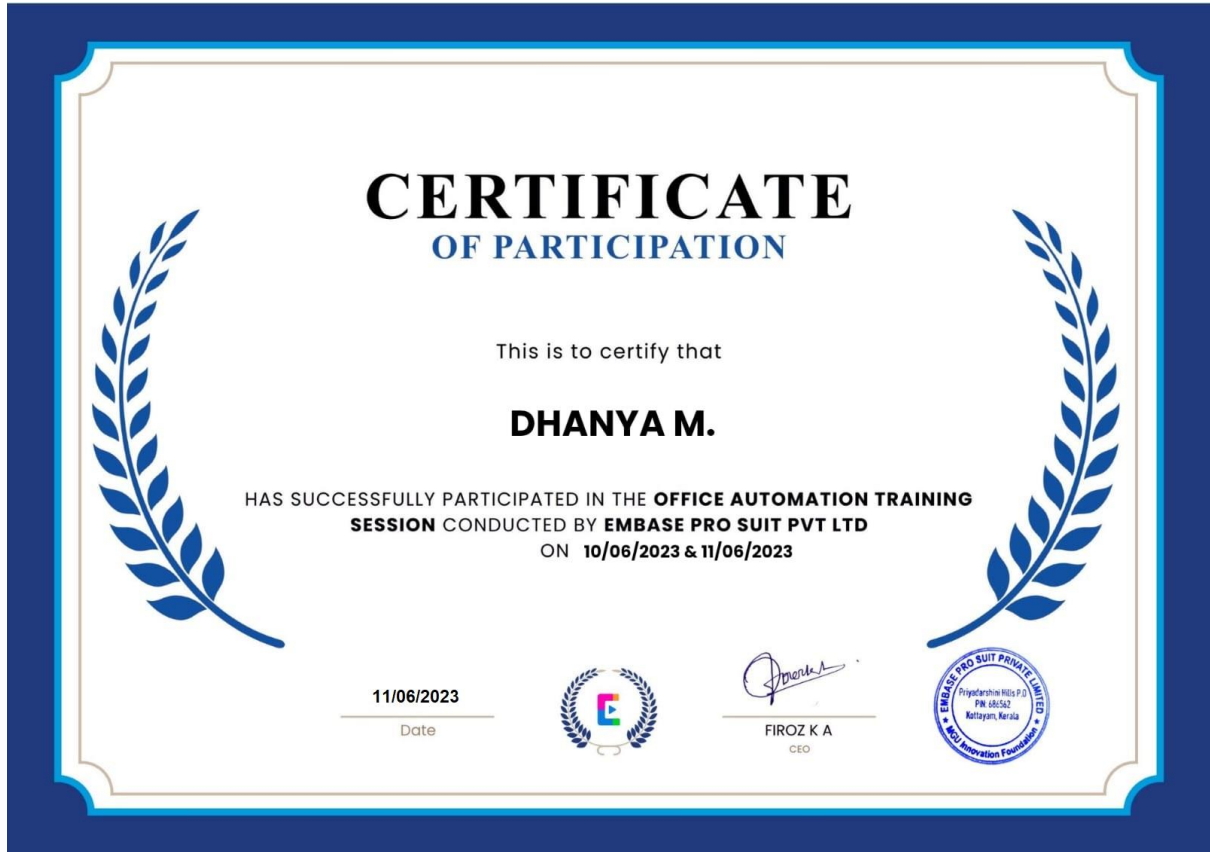 CERTIFICATE
OF PARTICIPATION
This is to certify that
DHANYA M.
HAS SUCCESSFULLY PARTICIPATED IN THE OFFICE AUTOMATION TRAINING
SESSION CONDUCTED BY EMBASE PRO SUIT PVT LTD
ON 10/06/2023 & 11/06/2023
11/06/2023
Date
FIROZ K A
CEO
EMBASE PRO SUIT PRIVATE LIMITED
Priyadarshini Hills P.O
PIN: 686562
Kottayam, Kerala
MGU Innovation Foundation